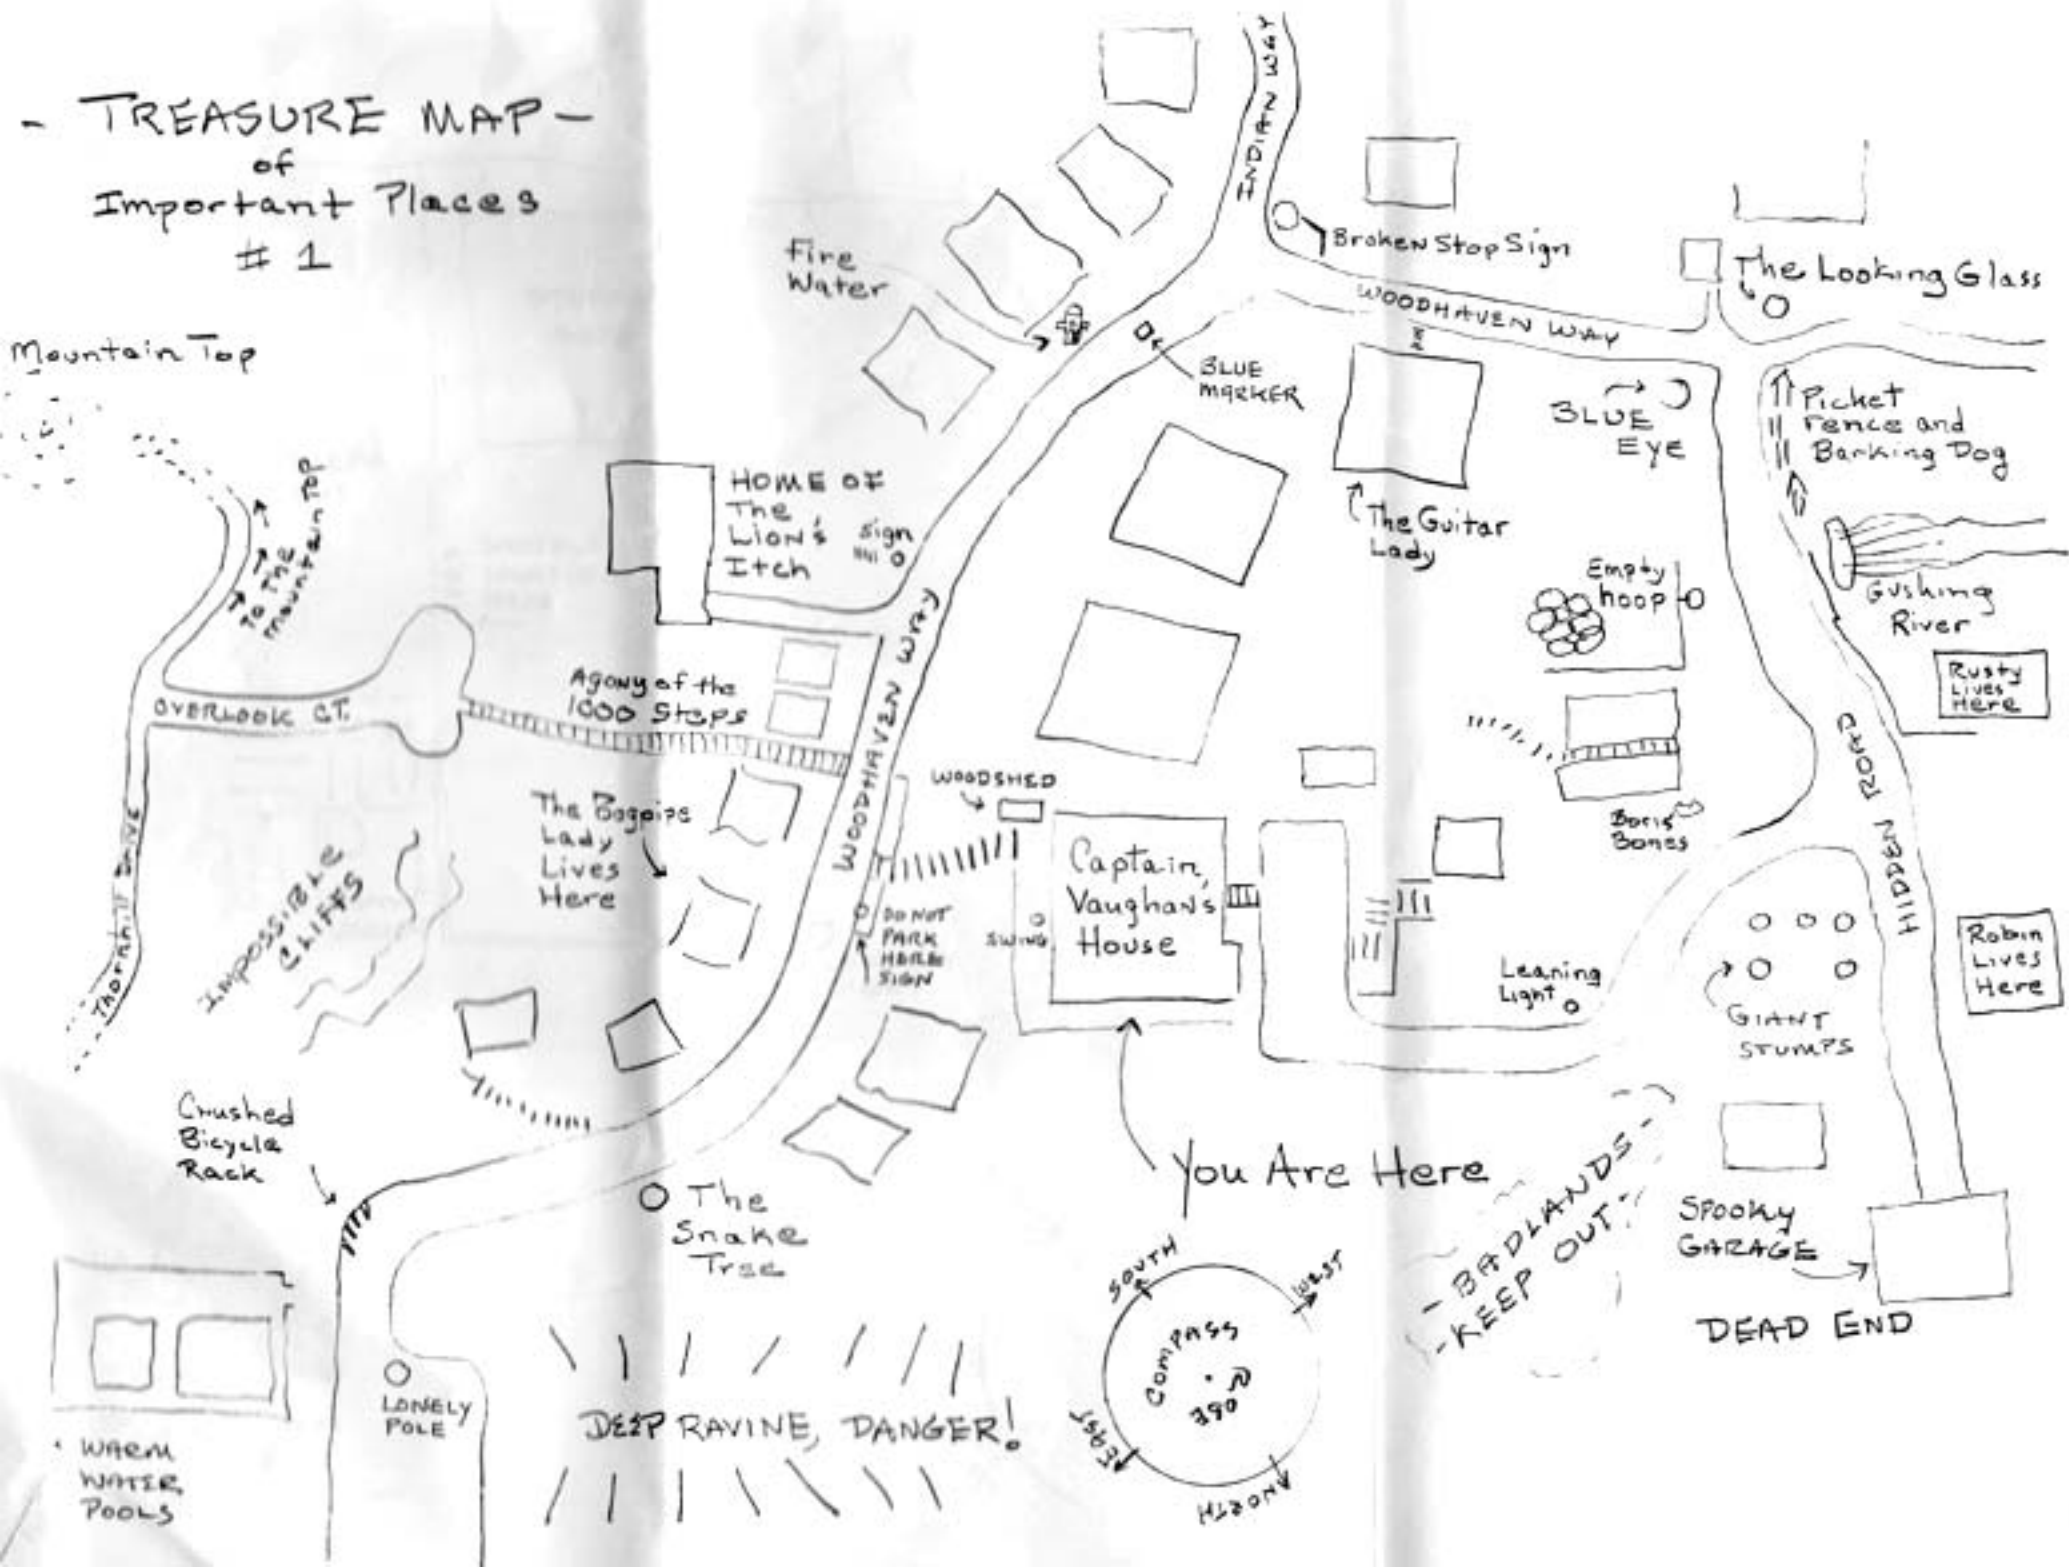 - TREASURE MAP -
of
Important Places
# 1
INDIAN WAY
Broken Stop Sign
The Looking Glass
Fire
Water
WOODHAVEN WAY
Mountain Top
BLUE
MARKER
BLUE
EYE
Picket
Fence and
Barking Dog
HOME OF
The
Lion's
Itch
Sign
The Guitar
Lady
TO THE
mountain TOP
Empty
hoop
Gushing
River
Rusty
Lives
Here
Agony of the
1000 Steps
OVERLOOK CT.
WOODHAVEN WAY
HIDDEN ROAD
WOODSHED
The Bagpipe
Lady
Lives
Here
Boris
Bones
Captain
Vaughan's
House
Thornhill Drive
IMPOSSIBLE
CLIFFS
DO NOT
PARK
HERE
SIGN
SWING
Leaning
Light
Robin
Lives
Here
GIANT
STUMPS
Crushed
Bicycle
Rack
You Are Here
The
Snake
Tree
- BADLANDS -
- KEEP OUT -
SPOOKY
GARAGE
SOUTH
WEST
COMPASS
ROSE
EAST
NORTH
DEAD END
LONELY
POLE
DEEP RAVINE, DANGER!
WARM
WATER
POOLS